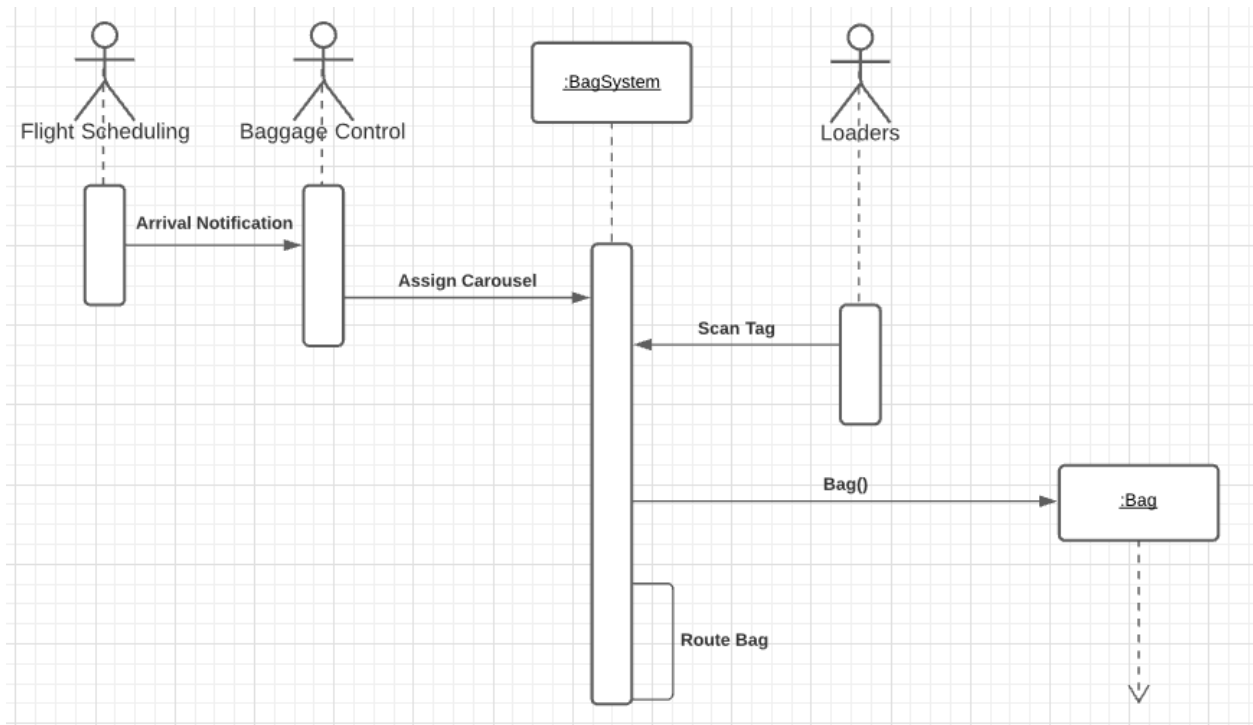 Flight Scheduling
Baggage Control
:BagSystem
Loaders
Arrival Notification
Assign Carousel
Scan Tag
Bag()
:Bag
Route Bag